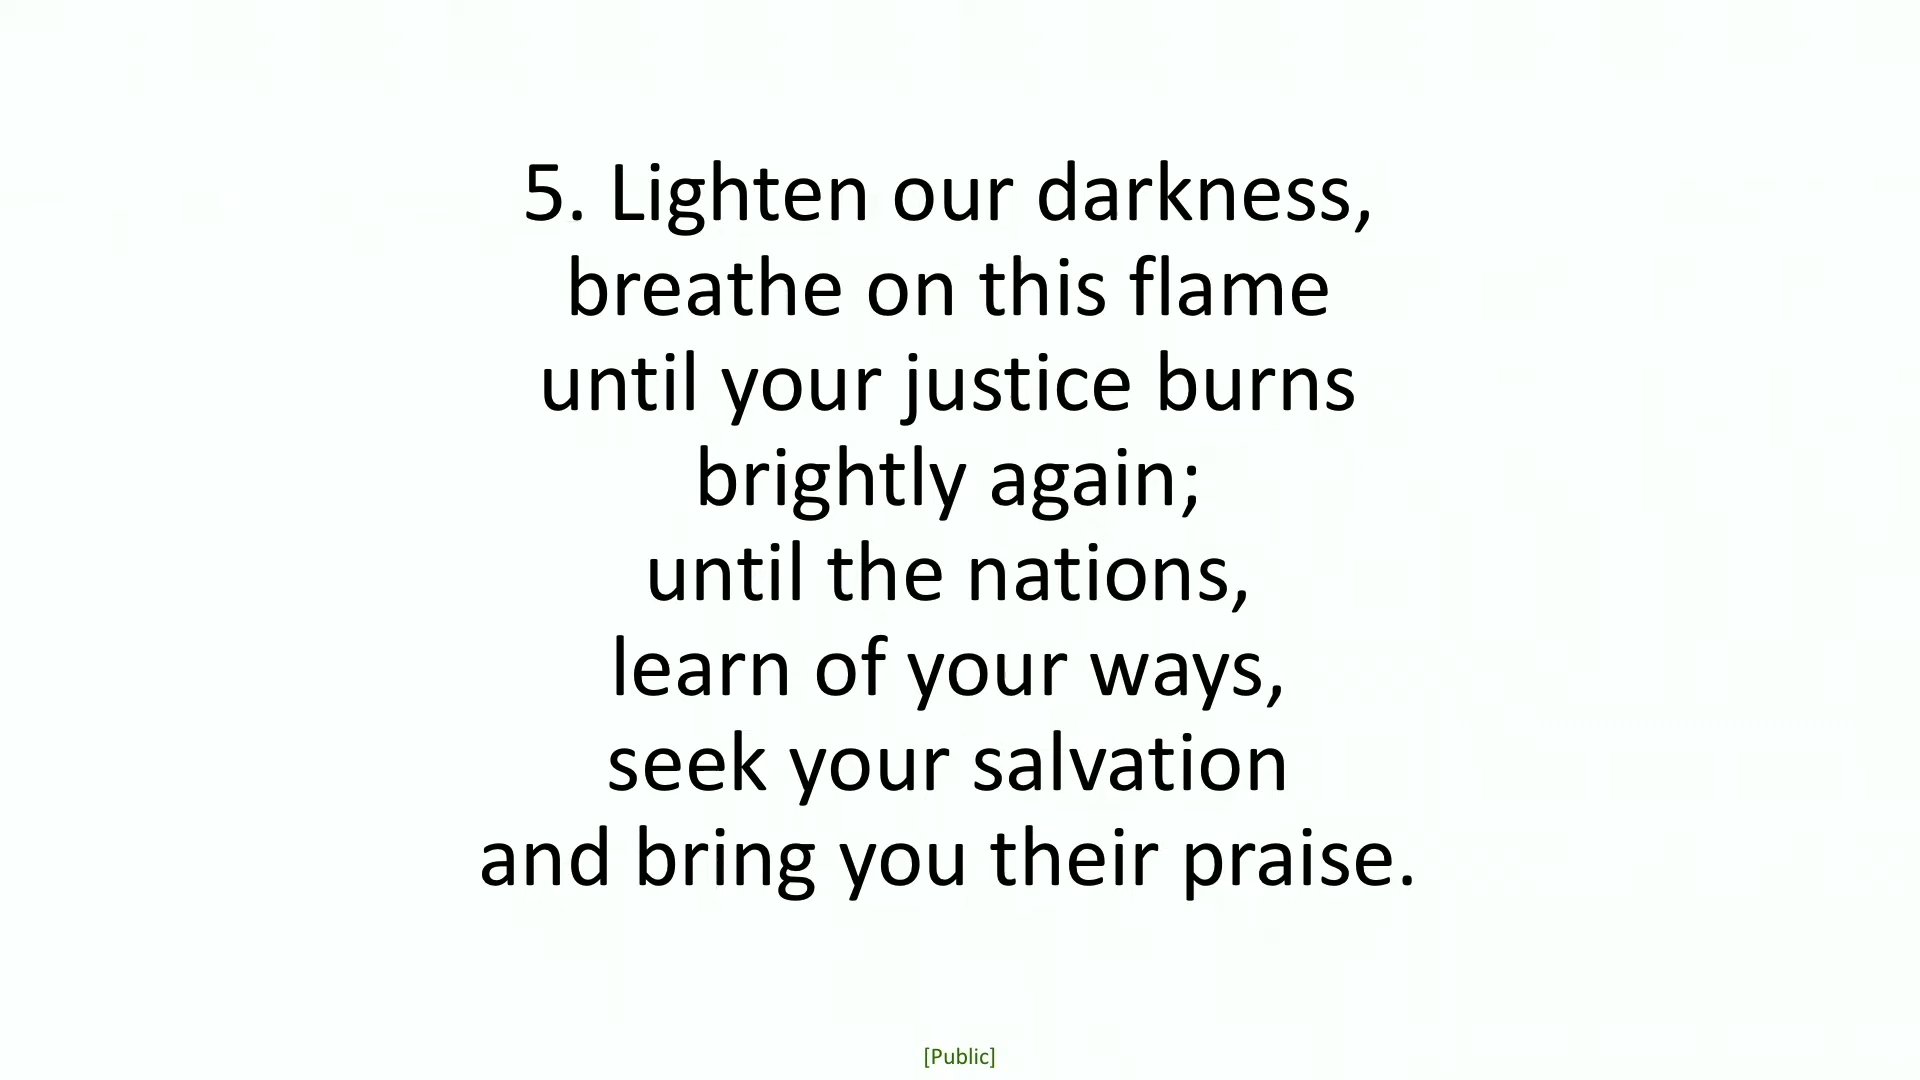 5. Lighten our darkness,
breathe on this flame
until your justice burns
brightly again;
until the nations,
learn of your ways,
seek your salvation
and bring you their praise.
[Public]